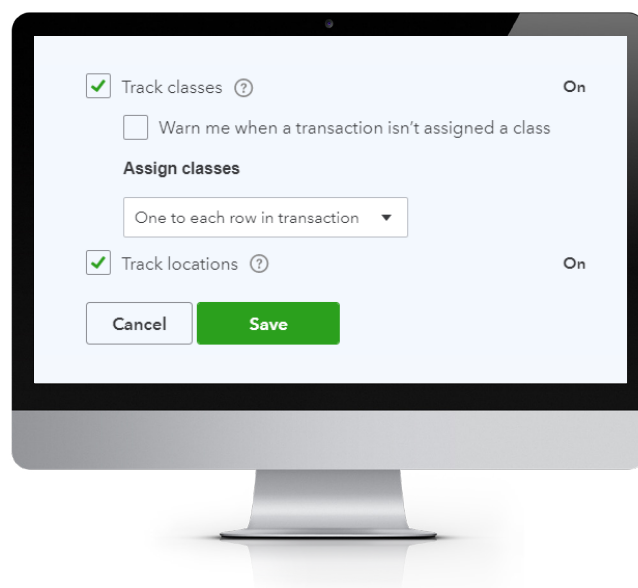 Track classes ? On
Warn me when a transaction isn't assigned a class
Assign classes
One to each row in transaction
Track locations ? On
Cancel Save